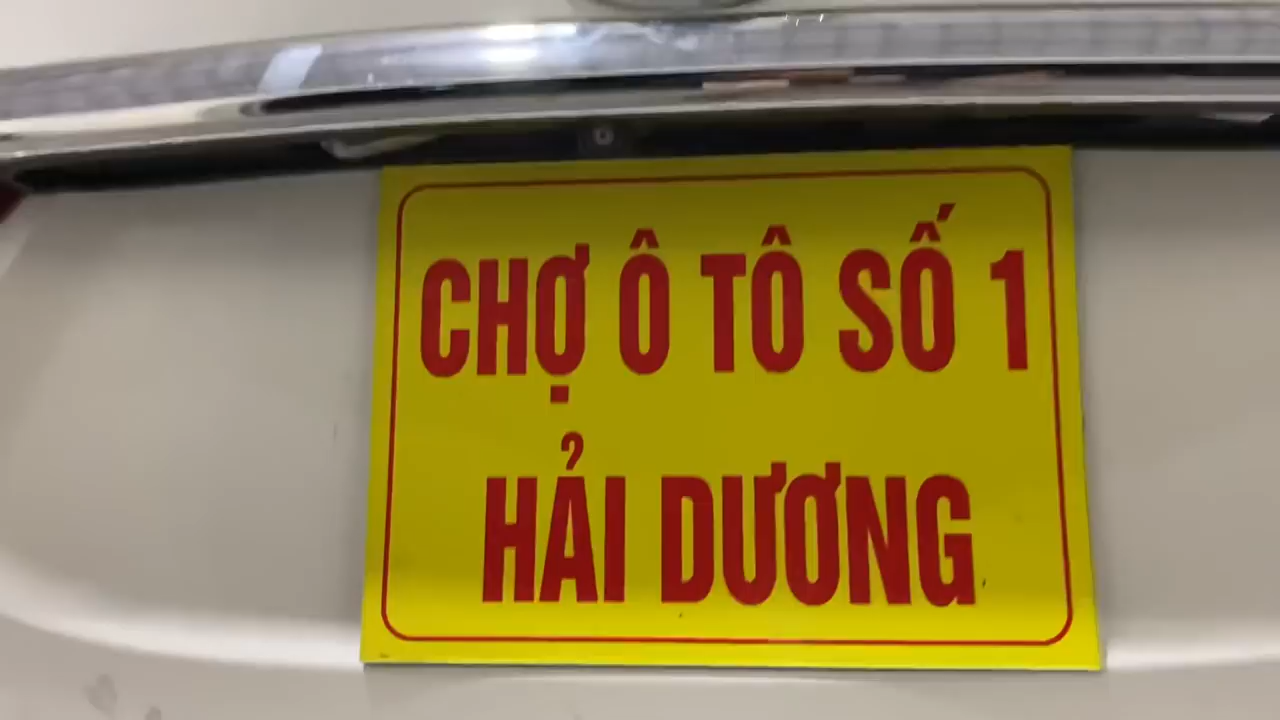 CHỢ Ô TÔ SỐ 1
HẢI DƯƠNG